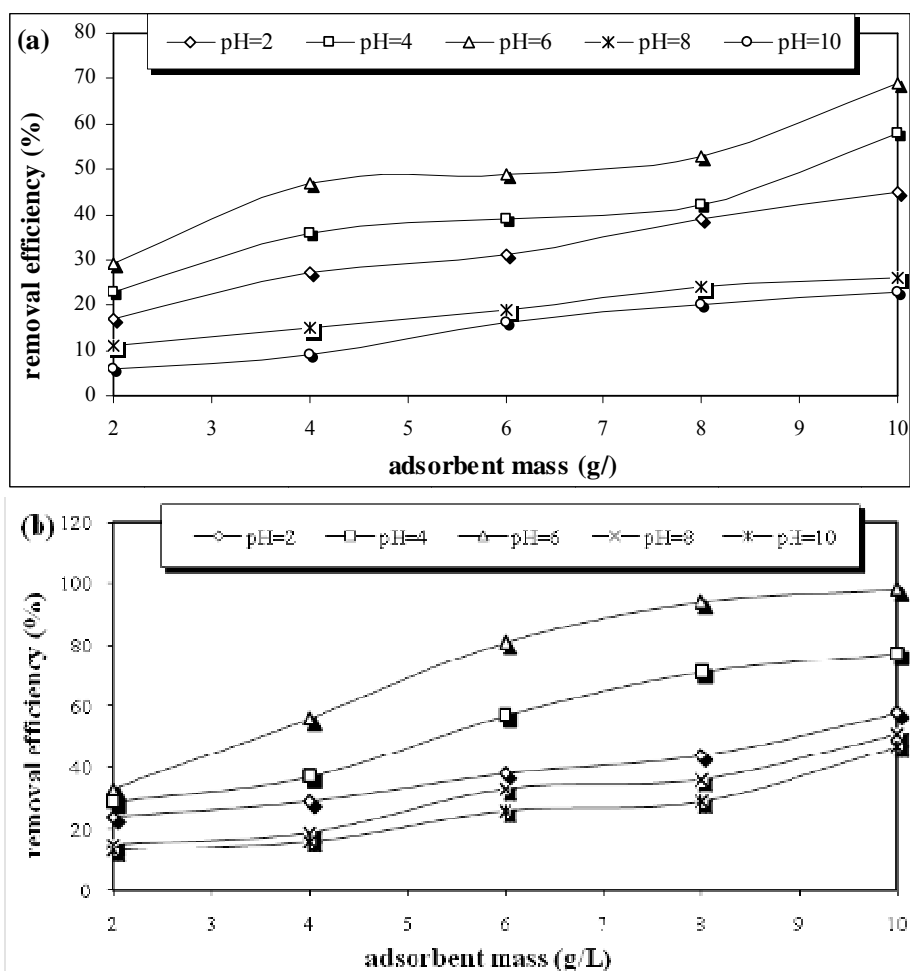 (a)
pH=2 pH=4 pH=6 pH=8 pH=10
80
70
60
50
40
30
20
10
0
removal efficiency (%)
2 3 4 5 6 7 8 9 10
adsorbent mass (g/)
(b)
pH=2 pH=4 pH=6 pH=8 pH=10
120
100
80
60
40
20
0
removal efficiency (%)
2 3 4 5 6 7 8 9 10
adsorbent mass (g/L)